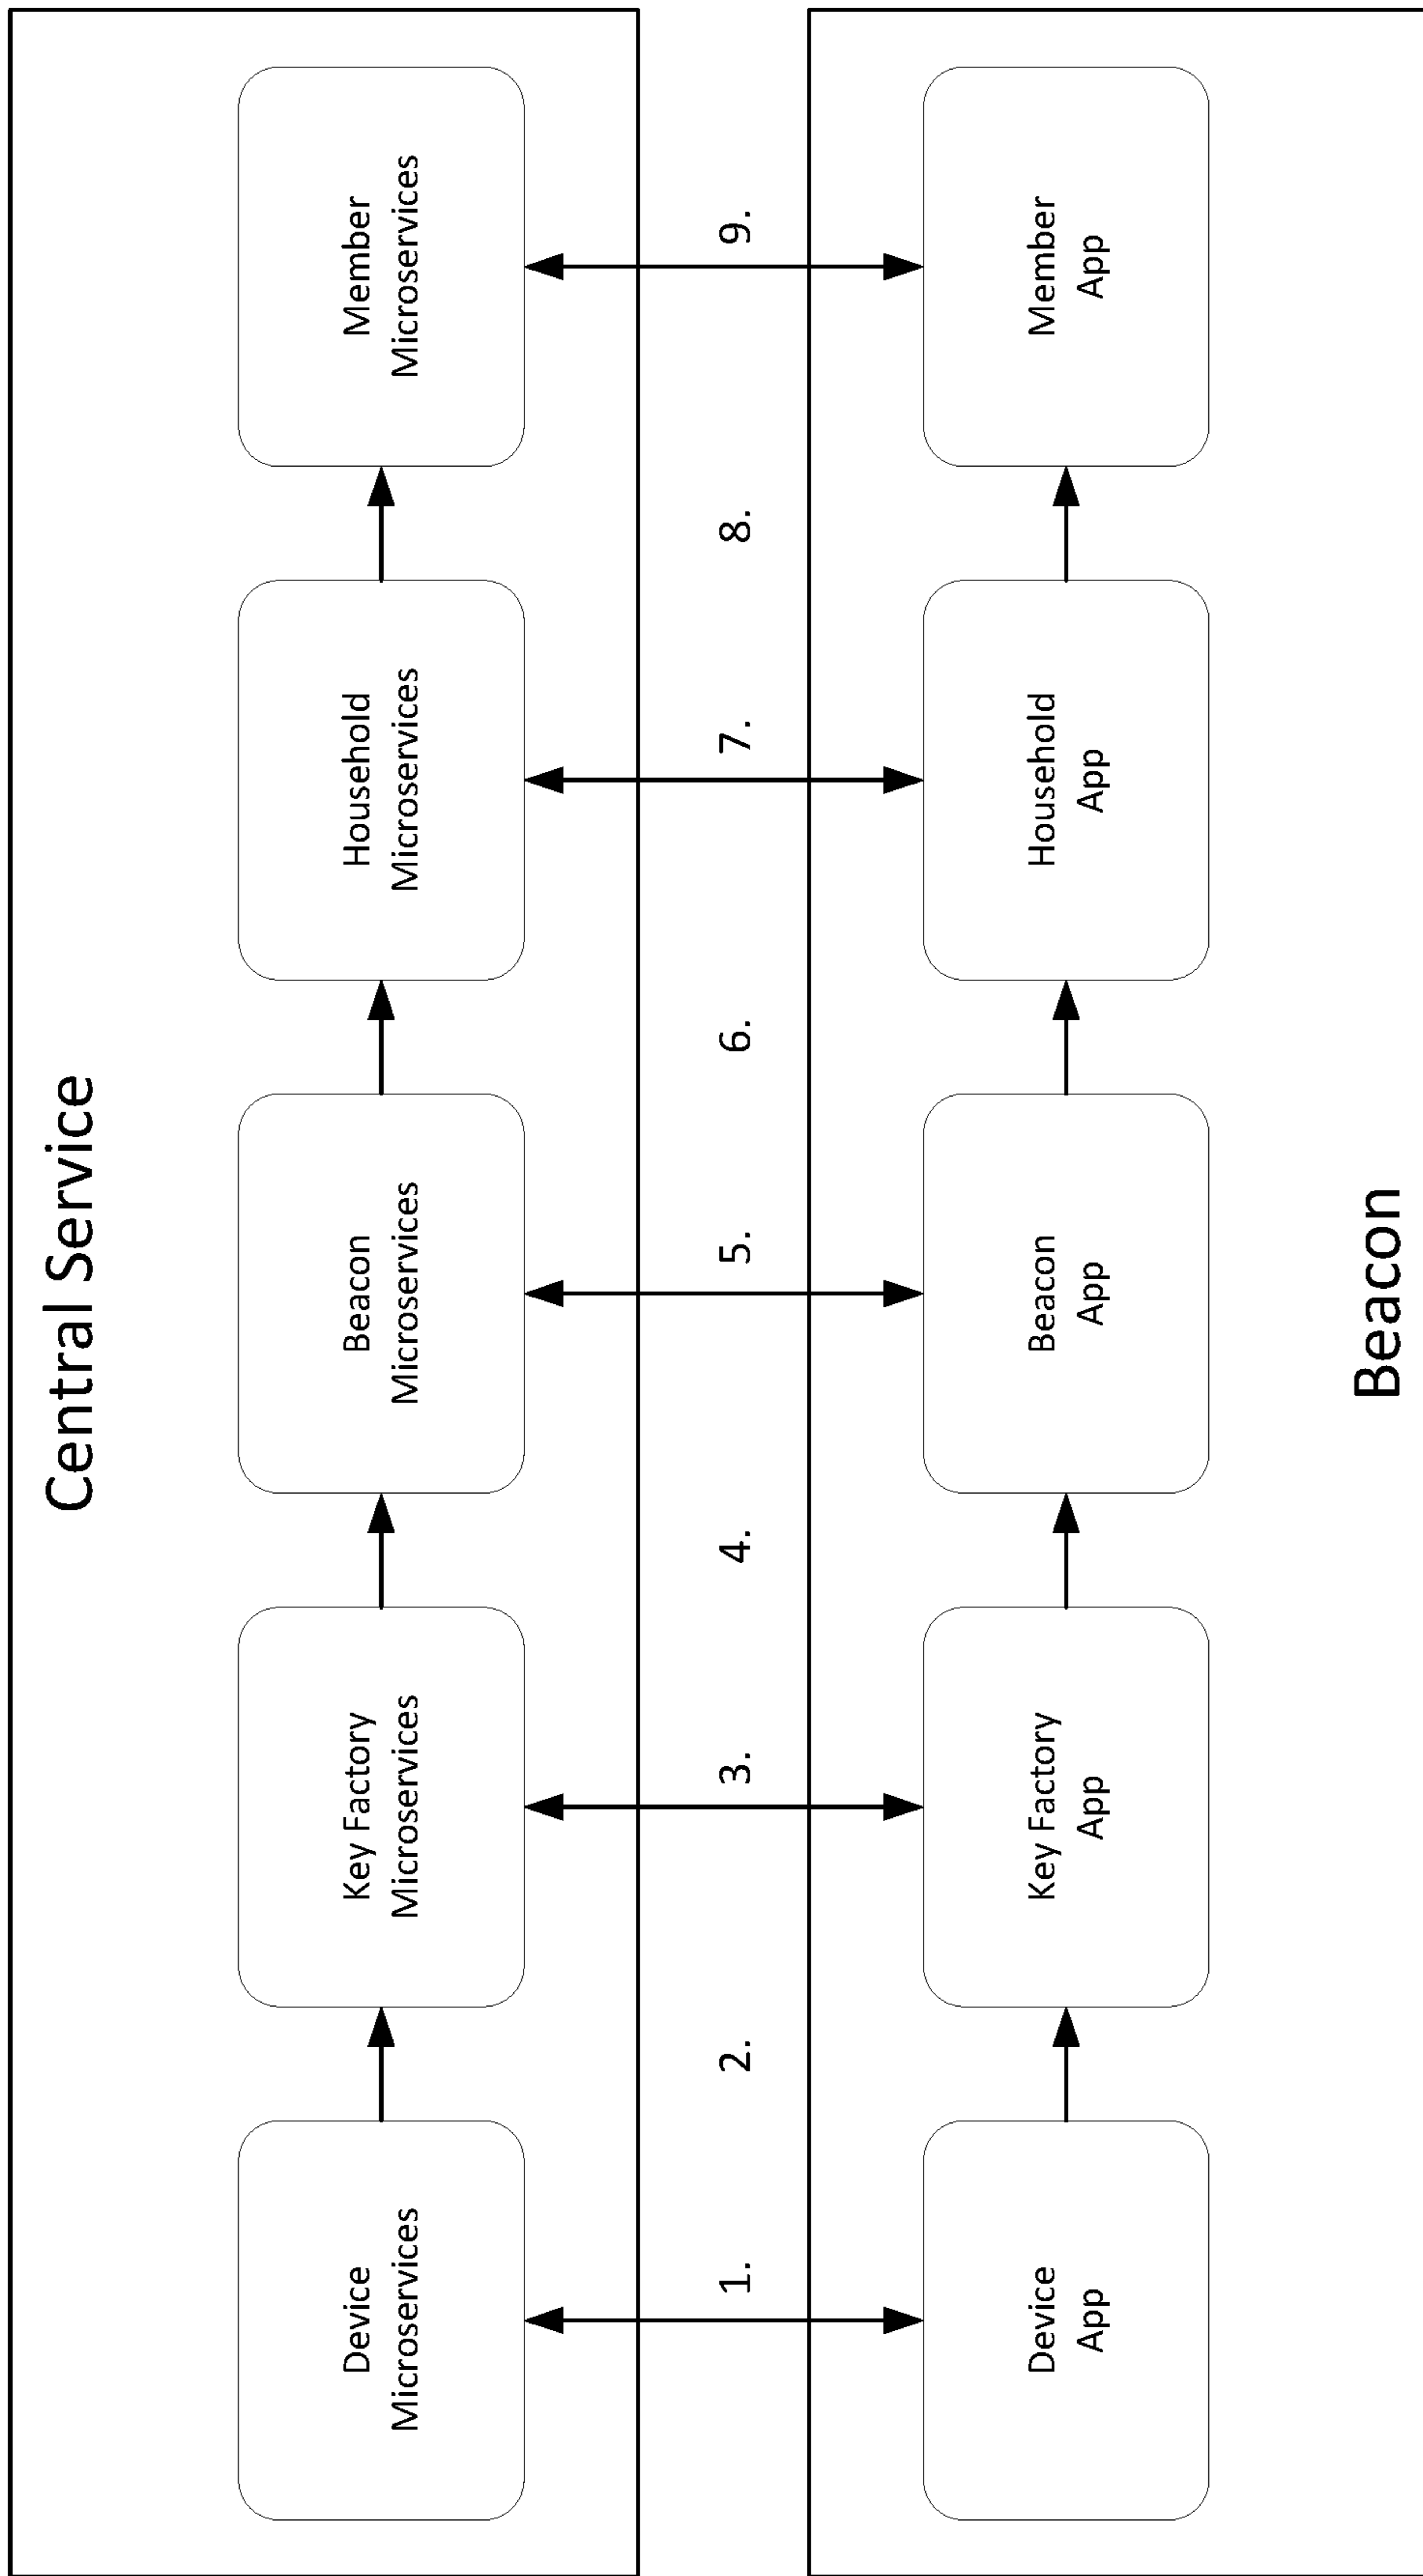 Central Service
Device
Microservices
Key Factory
Microservices
Beacon
Microservices
Household
Microservices
Member
Microservices
1.
2.
3.
4.
5.
6.
7.
8.
9.
Device
App
Key Factory
App
Beacon
App
Household
App
Member
App
Beacon